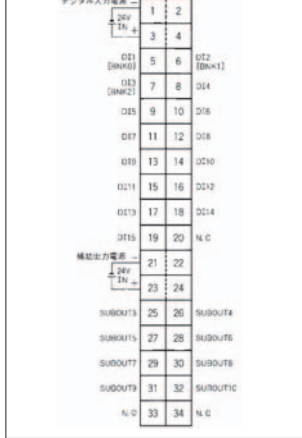 デジタル入力電源 −
1 2
24V
IN +
3 4
DI1
[BNK0] 5 6 DI2
[BNK1]
DI3
[BNK2] 7 8 DI4
DI5 9 10 DI6
DI7 11 12 DI8
DI9 13 14 DI10
DI11 15 16 DI12
DI13 17 18 DI14
DI15 19 20 N.C
補助出力電源 −
21 22
24V
IN +
23 24
SUBOUT3 25 26 SUBOUT4
SUBOUT5 27 28 SUBOUT6
SUBOUT7 29 30 SUBOUT8
SUBOUT9 31 32 SUBOUT10
N.C 33 34 N.C